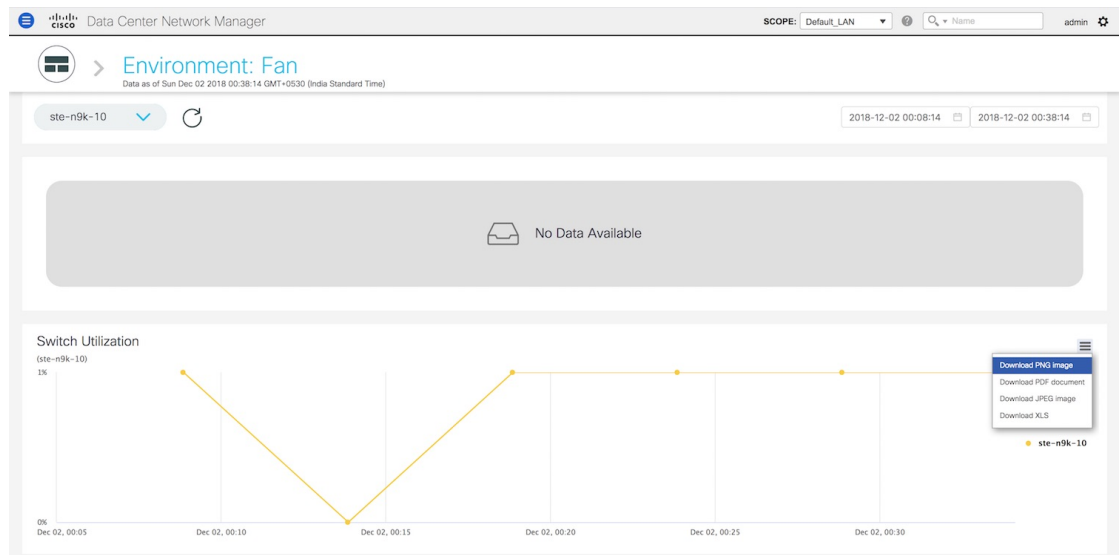 cisco Data Center Network Manager SCOPE: Default_LAN ? Name admin
Environment: Fan
Data as of Sun Dec 02 2018 00:38:14 GMT+0530 (India Standard Time)
ste-n9k-10 2018-12-02 00:08:14 2018-12-02 00:38:14
No Data Available
Switch Utilization
(ste-n9k-10)
1%
Download PNG image
Download PDF document
Download JPEG image
Download XLS
ste-n9k-10
0%
Dec 02, 00:05 Dec 02, 00:10 Dec 02, 00:15 Dec 02, 00:20 Dec 02, 00:25 Dec 02, 00:30